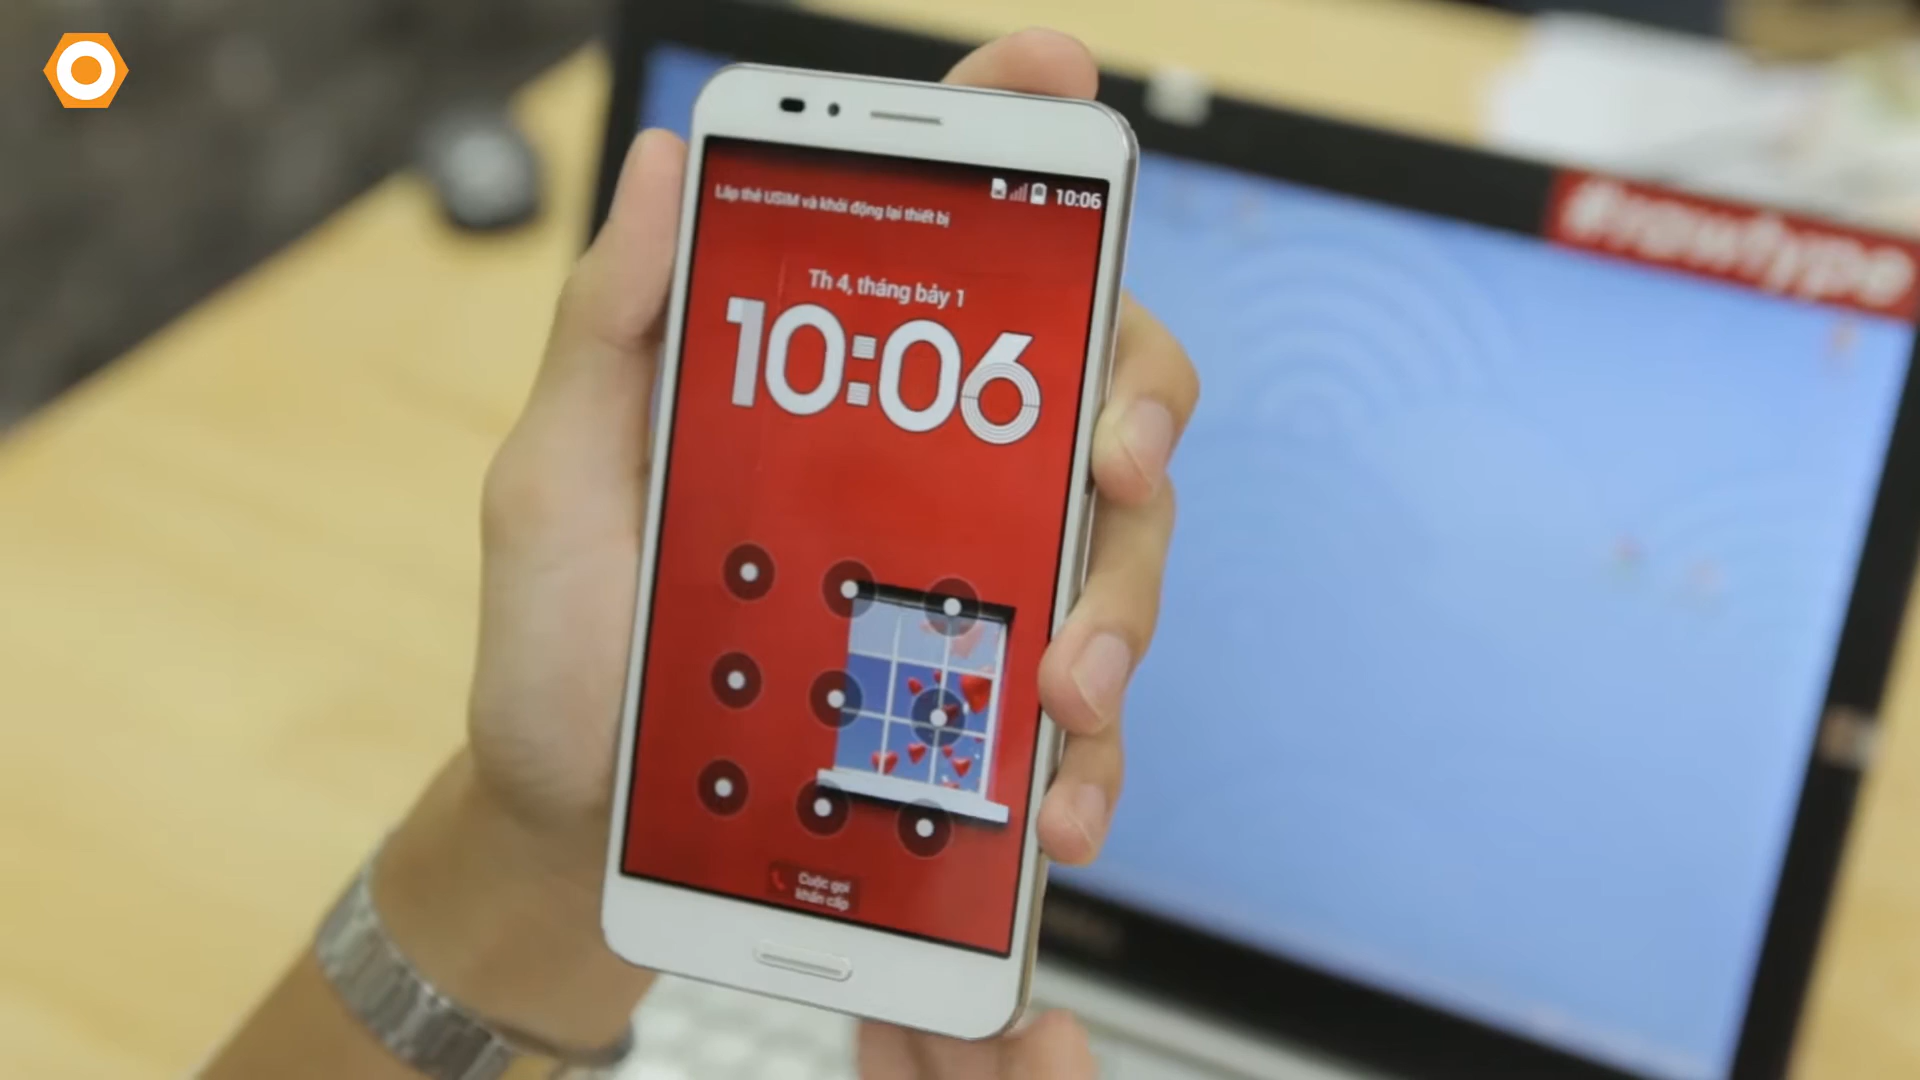 10:06
Lắp thẻ USIM và khởi động lại thiết bị
Th 4, tháng bảy 1
10:06
Cuộc gọi
khẩn cấp
#rawhype